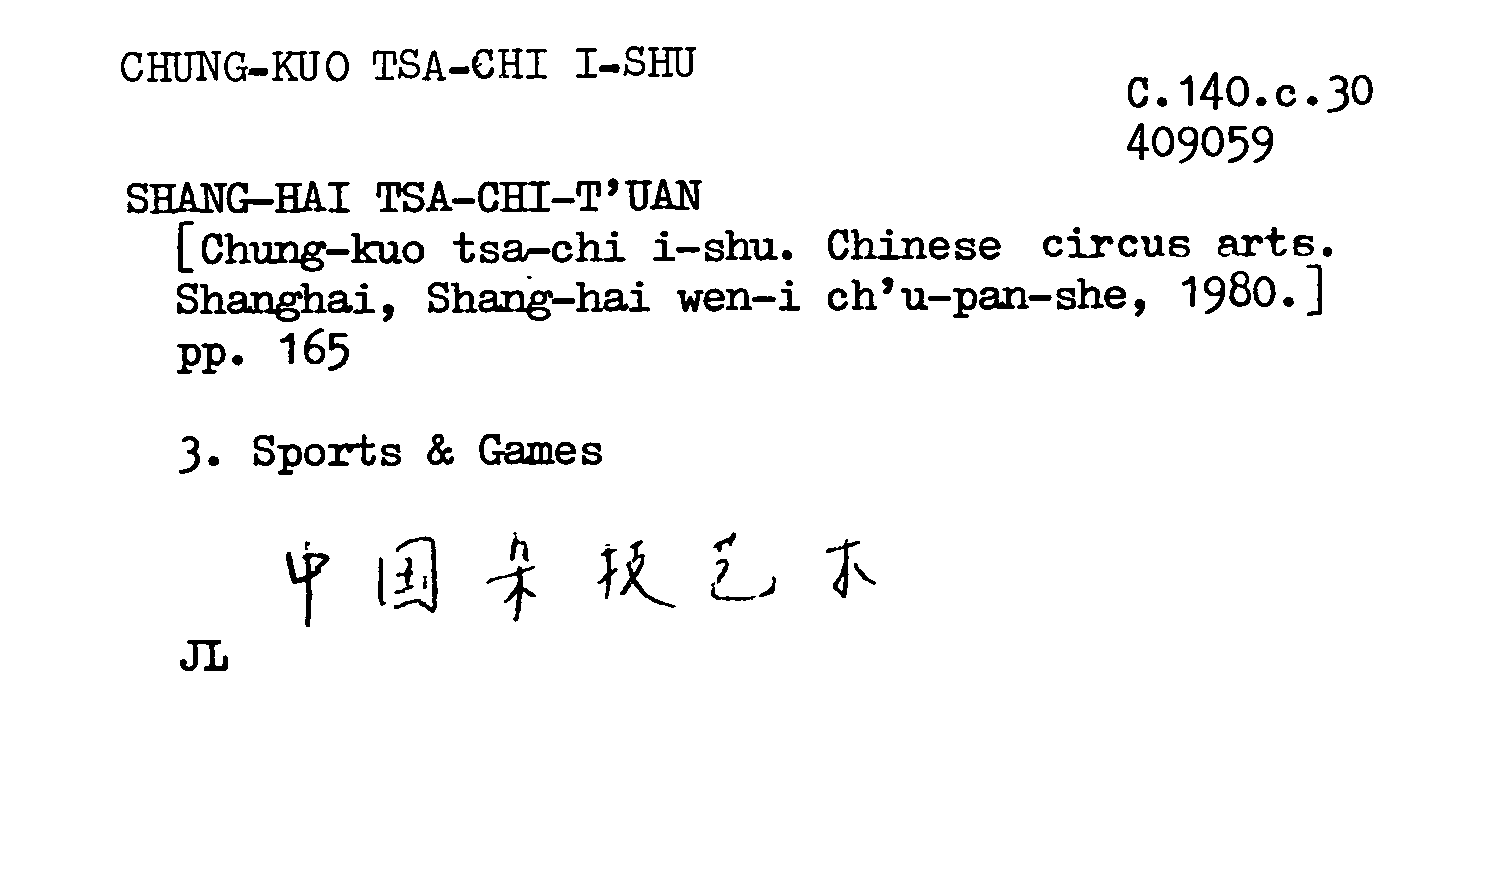 CHUNG-KUO TSA-CHI I-SHU
C.140.c.30
409059
SHANG-HAI TSA-CHI-T'UAN
[Chung-kuo tsa-chi i-shu. Chinese circus arts.
Shanghai, Shang-hai wen-i ch'u-pan-she, 1980.]
pp. 165
3. Sports & Games
中国杂技艺术
JL